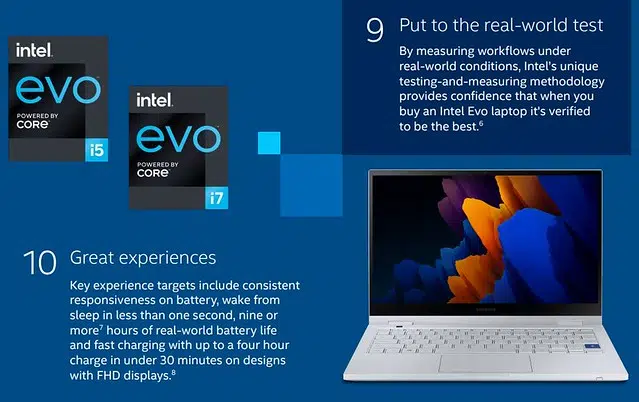 intel.
evo
POWERED BY
CORE
i5
intel.
evo
POWERED BY
CORE
i7
9 Put to the real-world test
By measuring workflows under
real-world conditions, Intel's unique
testing-and-measuring methodology
provides confidence that when you
buy an Intel Evo laptop it's verified
to be the best.⁶
10 Great experiences
Key experience targets include consistent
responsiveness on battery, wake from
sleep in less than one second, nine or
more⁷ hours of real-world battery life
and fast charging with up to a four hour
charge in under 30 minutes on designs
with FHD displays.⁸